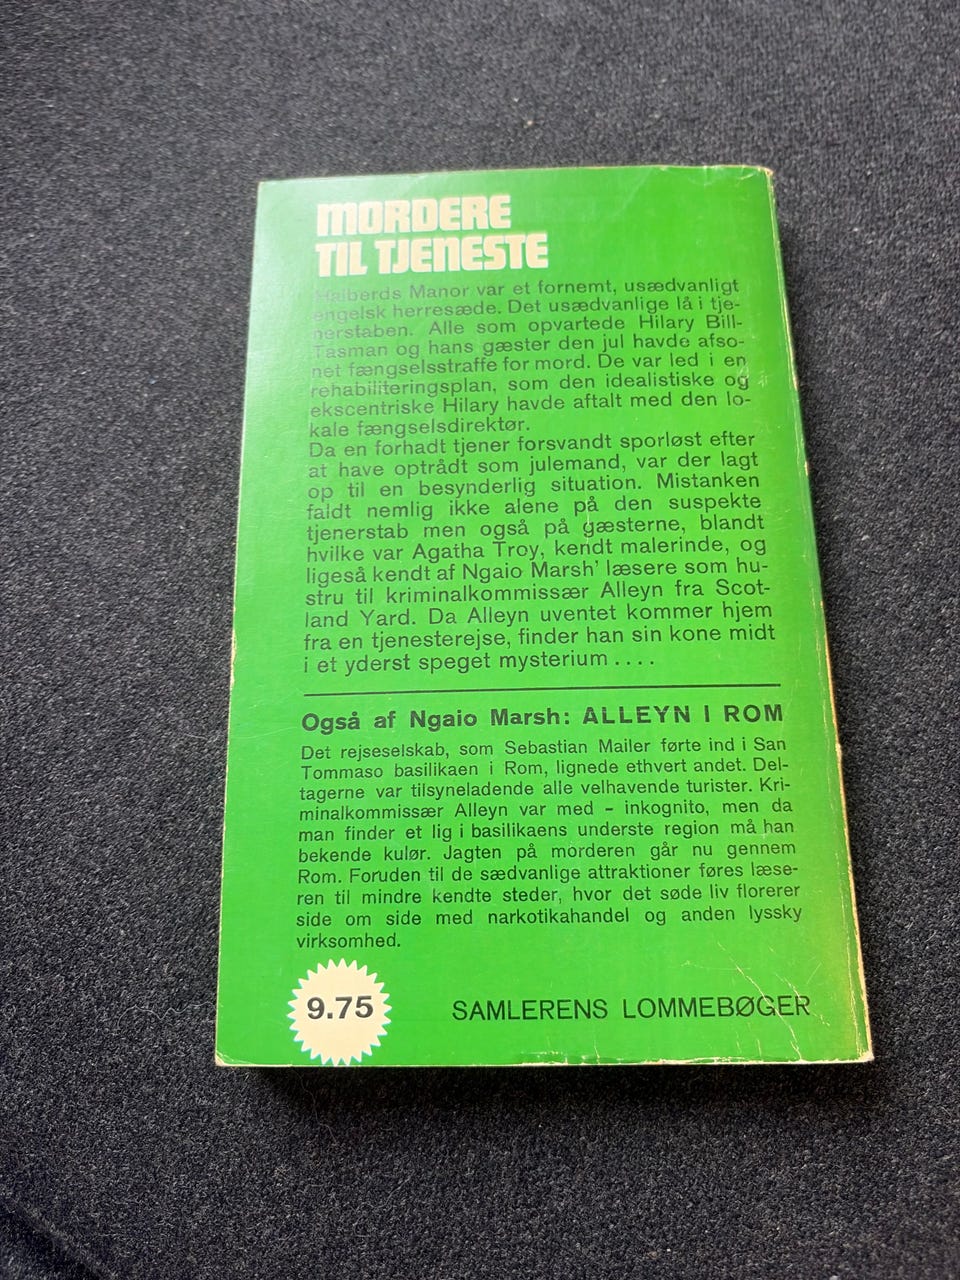 MORDERE
TIL TJENESTE
Halberds Manor var et fornemt, usædvanligt
engelsk herresæde. Det usædvanlige lå i tje-
nerstaben. Alle som opvartede Hilary Bill-
Tasman og hans gæster den jul havde afso-
net fængselsstraffe for mord. De var led i en
rehabiliteringsplan, som den idealistiske og
ekscentriske Hilary havde aftalt med den lo-
kale fængselsdirektør.
Da en forhadt tjener forsvandt sporløst efter
at have optrådt som julemand, var der lagt
op til en besynderlig situation. Mistanken
faldt nemlig ikke alene på den suspekte
tjenerstab men også på gæsterne, blandt
hvilke var Agatha Troy, kendt malerinde, og
ligeså kendt af Ngaio Marsh' læsere som hu-
stru til kriminalkommissær Alleyn fra Scot-
land Yard. Da Alleyn uventet kommer hjem
fra en tjenesterejse, finder han sin kone midt
i et yderst speget mysterium ....
Også af Ngaio Marsh: ALLEYN I ROM
Det rejseselskab, som Sebastian Mailer førte ind i San
Tommaso basilikaen i Rom, lignede ethvert andet. Del-
tagerne var tilsyneladende alle velhavende turister. Kri-
minalkommissær Alleyn var med - inkognito, men da
man finder et lig i basilikaens underste region må han
bekende kulør. Jagten på morderen går nu gennem
Rom. Foruden til de sædvanlige attraktioner føres læse-
ren til mindre kendte steder, hvor det søde liv florerer
side om side med narkotikahandel og anden lyssky
virksomhed.
9.75
SAMLERENS LOMMEBØGER